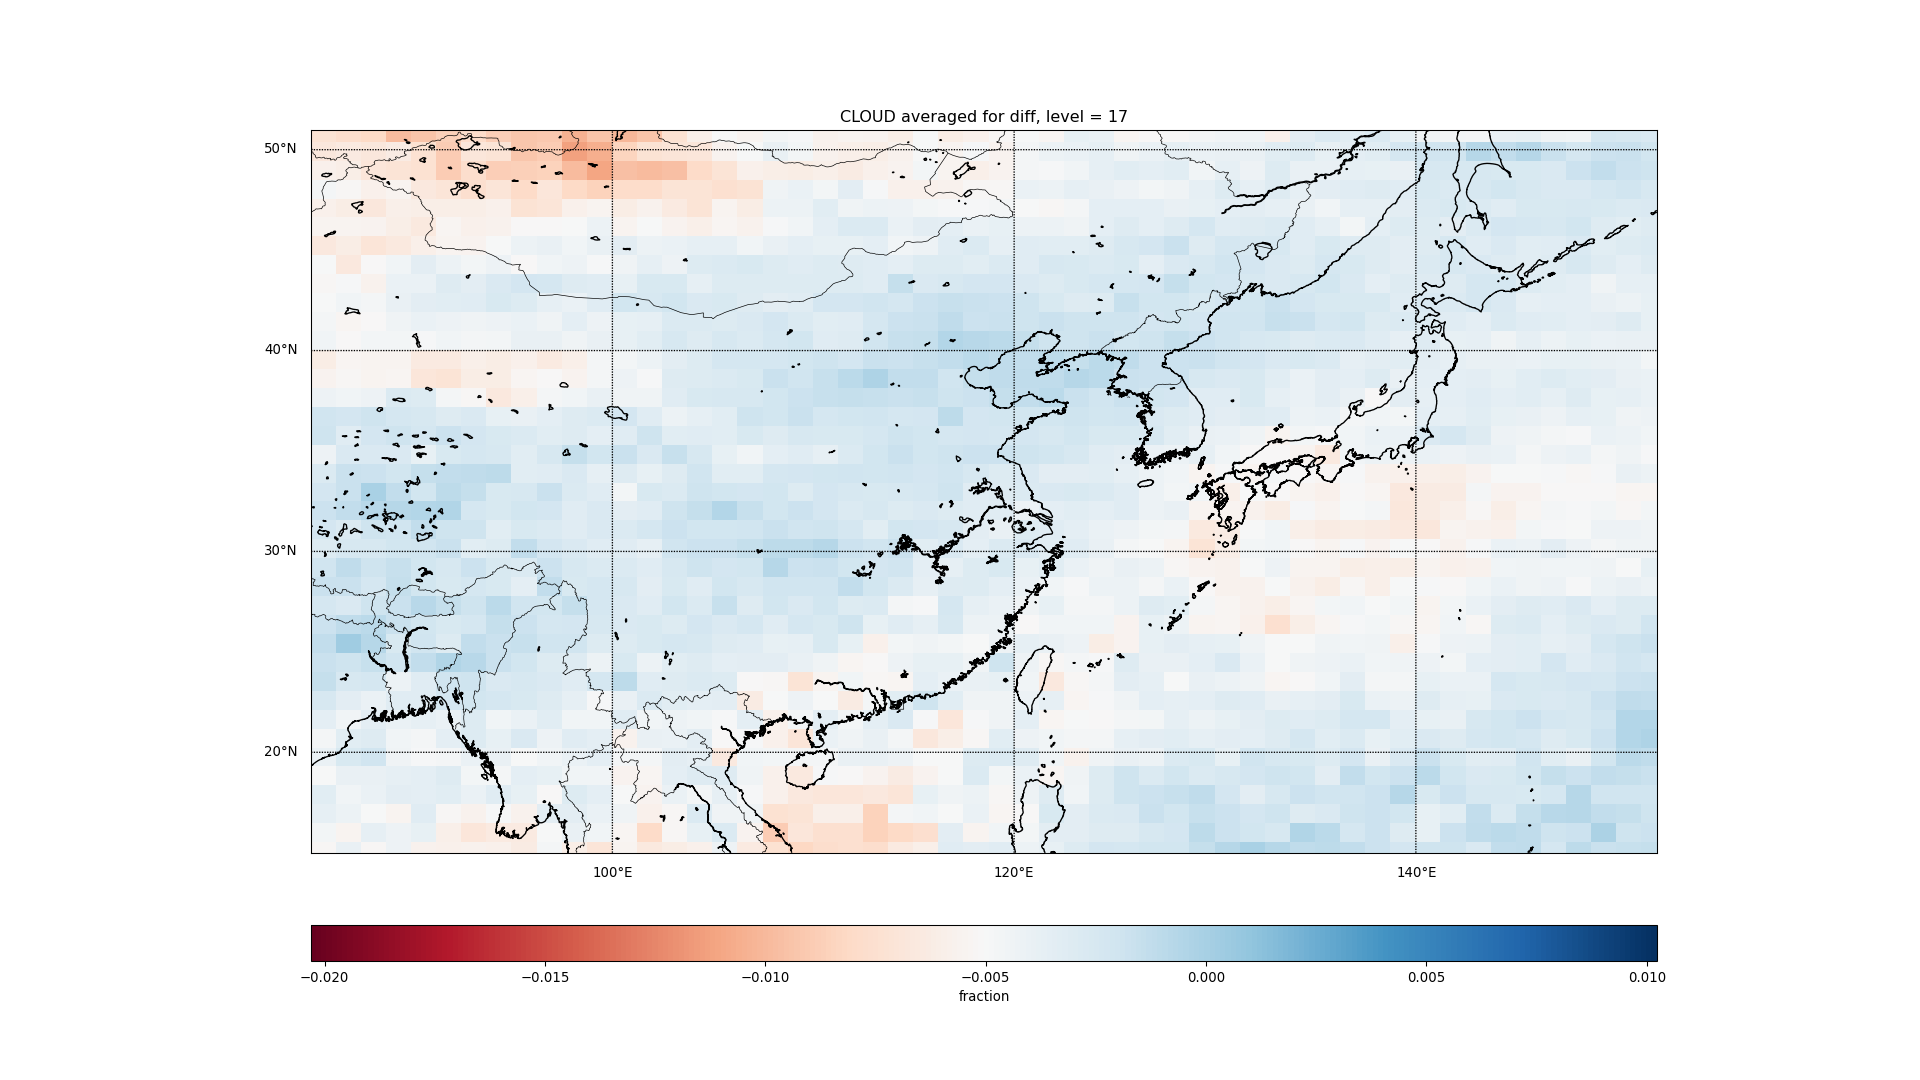 CLOUD averaged for diff, level = 17
50°N
40°N
30°N
20°N
100°E 120°E 140°E
−0.020 −0.015 −0.010 −0.005 0.000 0.005 0.010
fraction